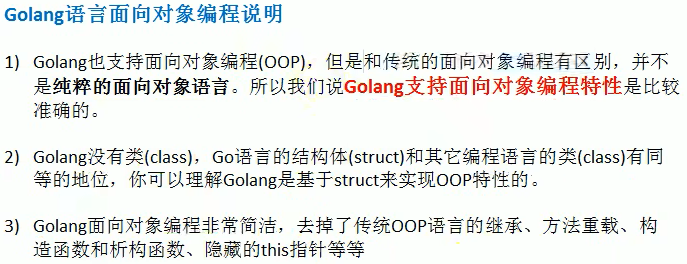 Golang语言面向对象编程说明
1) Golang也支持面向对象编程(OOP)，但是和传统的面向对象编程有区别，并不
是纯粹的面向对象语言。所以我们说Golang支持面向对象编程特性是比较
准确的。
2) Golang没有类(class)，Go语言的结构体(struct)和其它编程语言的类(class)有同
等的地位，你可以理解Golang是基于struct来实现OOP特性的。
3) Golang面向对象编程非常简洁，去掉了传统OOP语言的继承、方法重载、构
造函数和析构函数、隐藏的this指针等等